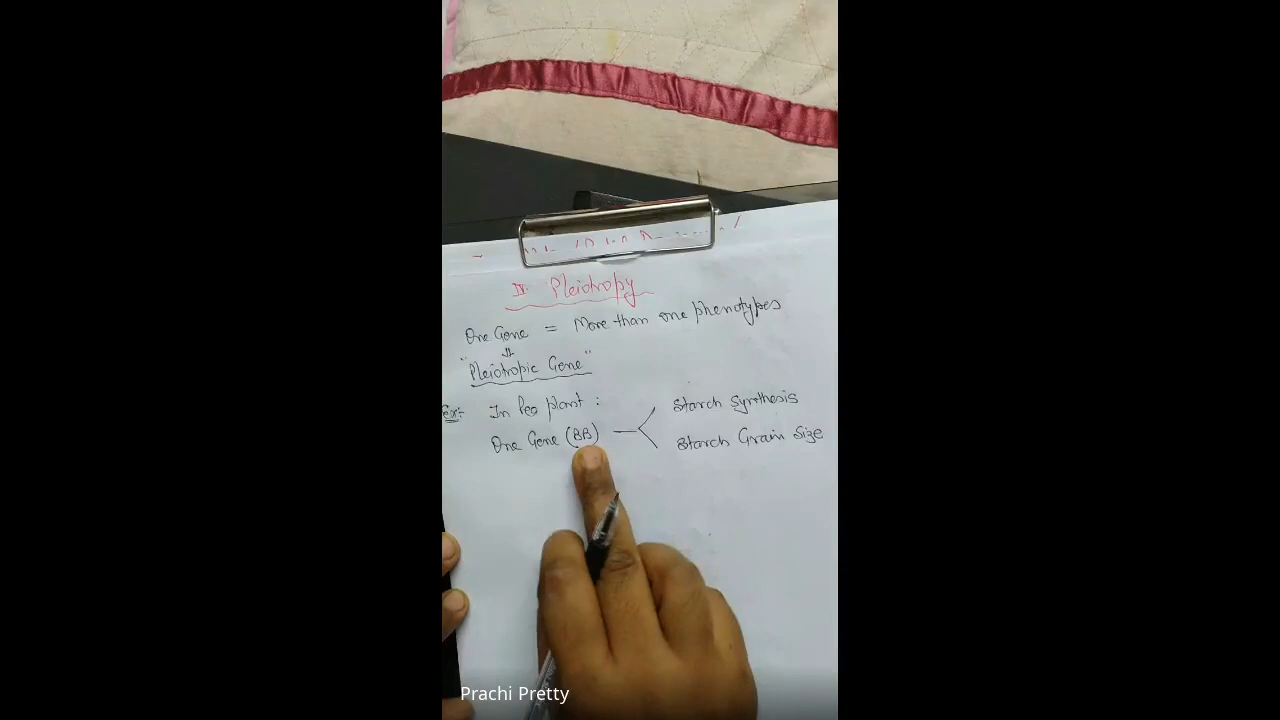 IV. Pleiotropy
One Gene = More than one phenotypes
"Pleiotropic Gene"
Ex:- In Pea plant :
One Gene (BB)
Starch Synthesis
Starch Grain Size
Prachi Pretty